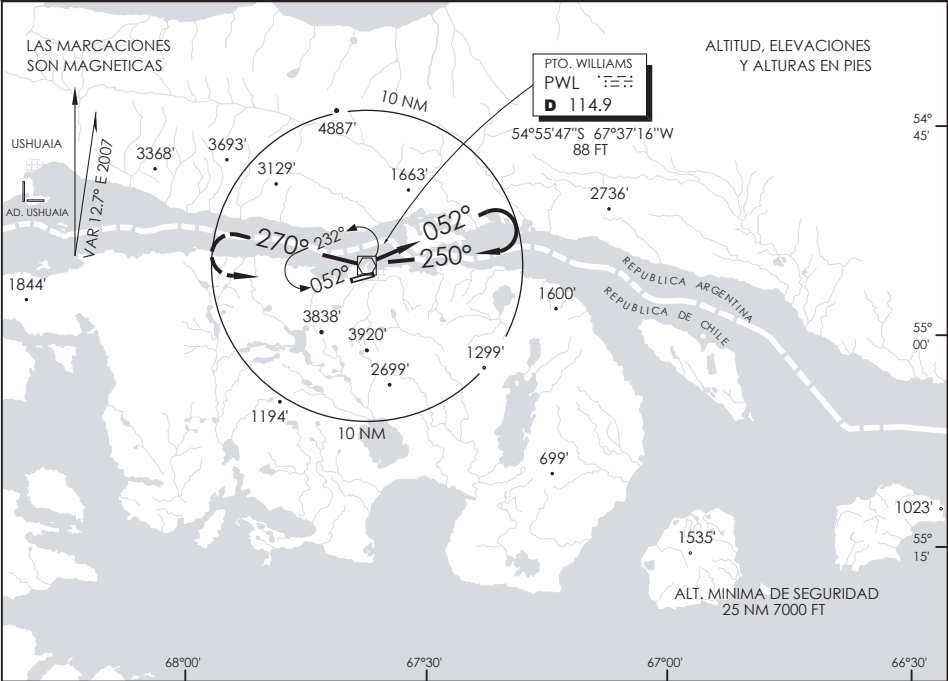 LAS MARCACIONES
SON MAGNETICAS
ALTITUD, ELEVACIONES
Y ALTURAS EN PIES
PTO. WILLIAMS
PWL
D 114.9
54°55'47"S 67°37'16"W
88 FT
10 NM
4887'
54°
45'
USHUAIA
AD. USHUAIA
VAR 12.7° E 2007
3368'
3693'
3129'
1663'
2736'
270°
232°
052°
052°
250°
REPUBLICA ARGENTINA
REPUBLICA DE CHILE
1844'
1600'
3838'
3920'
2699'
1299'
55°
00'
1194'
10 NM
699'
1023'
1535'
55°
15'
ALT. MINIMA DE SEGURIDAD
25 NM 7000 FT
68°00'
67°30'
67°00'
66°30'